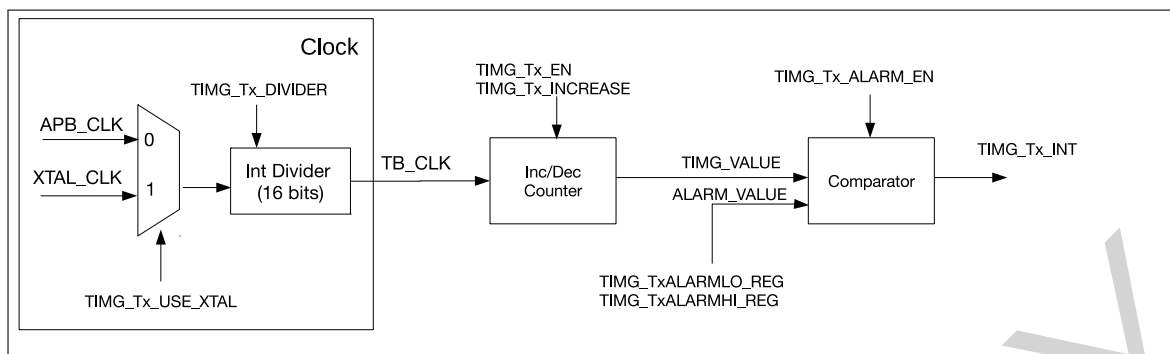 Clock
TIMG_Tx_DIVIDER
APB_CLK
0
XTAL_CLK
1
Int Divider
(16 bits)
TIMG_Tx_USE_XTAL
TB_CLK
TIMG_Tx_EN
TIMG_Tx_INCREASE
Inc/Dec
Counter
TIMG_VALUE
ALARM_VALUE
TIMG_TxALARMLO_REG
TIMG_TxALARMHI_REG
TIMG_Tx_ALARM_EN
Comparator
TIMG_Tx_INT